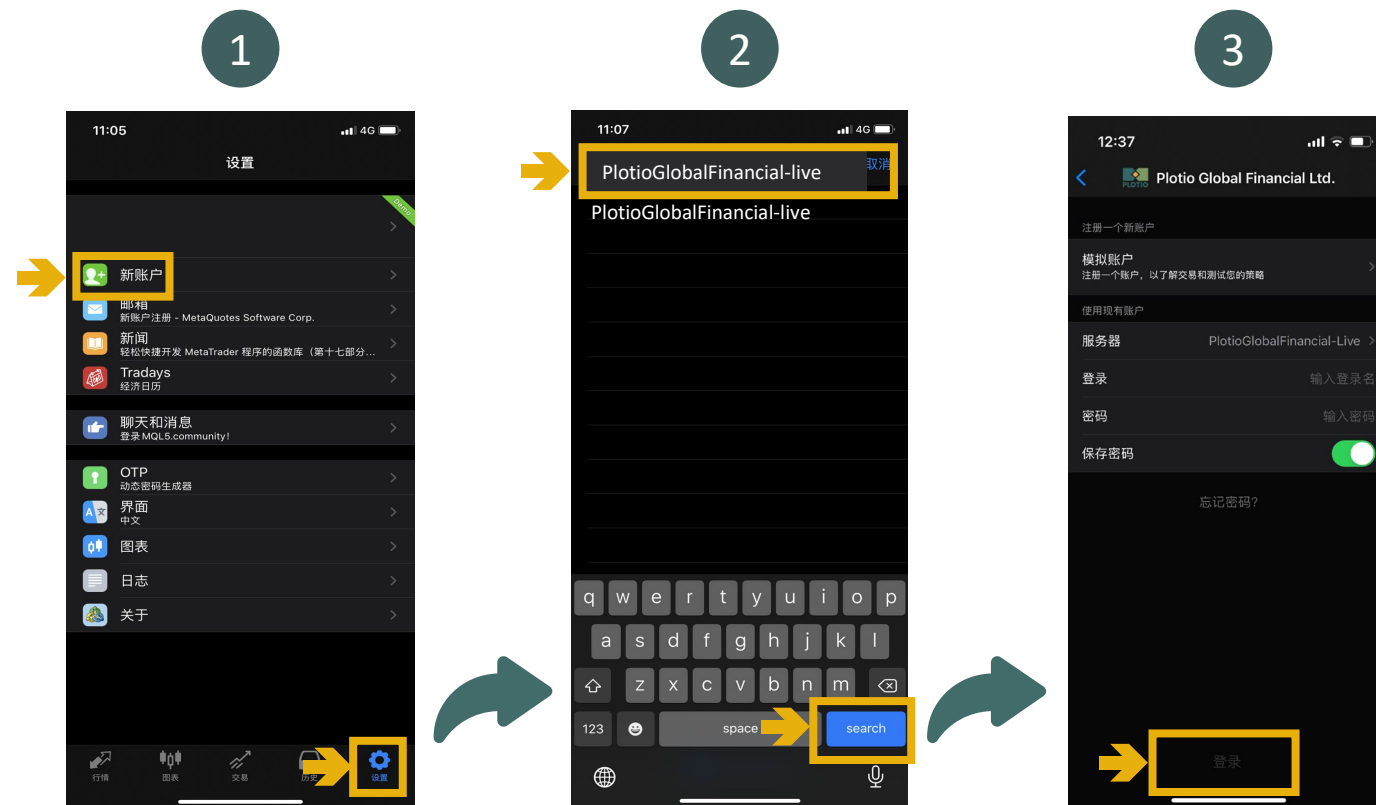 1
2
3
11:05
4G
设置
Demo
新账户
邮箱
新账户注册 - MetaQuotes Software Corp.
新闻
轻松快捷开发 MetaTrader 程序的函数库（第十七部分...
Tradays
经济日历
聊天和消息
登录 MQL5.community!
OTP
动态密码生成器
界面
中文
图表
日志
关于
行情
图表
交易
历史
设置
11:07
4G
PlotioGlobalFinancial-live
取消
PlotioGlobalFinancial-live
q w e r t y u i o p
a s d f g h j k l
z x c v b n m
123
space
search
12:37
PLOTIO
Plotio Global Financial Ltd.
注册一个新账户
模拟账户
注册一个账户，以了解交易和测试您的策略
使用现有账户
服务器 PlotioGlobalFinancial-Live
登录 输入登录名
密码 输入密码
保存密码
忘记密码?
登录